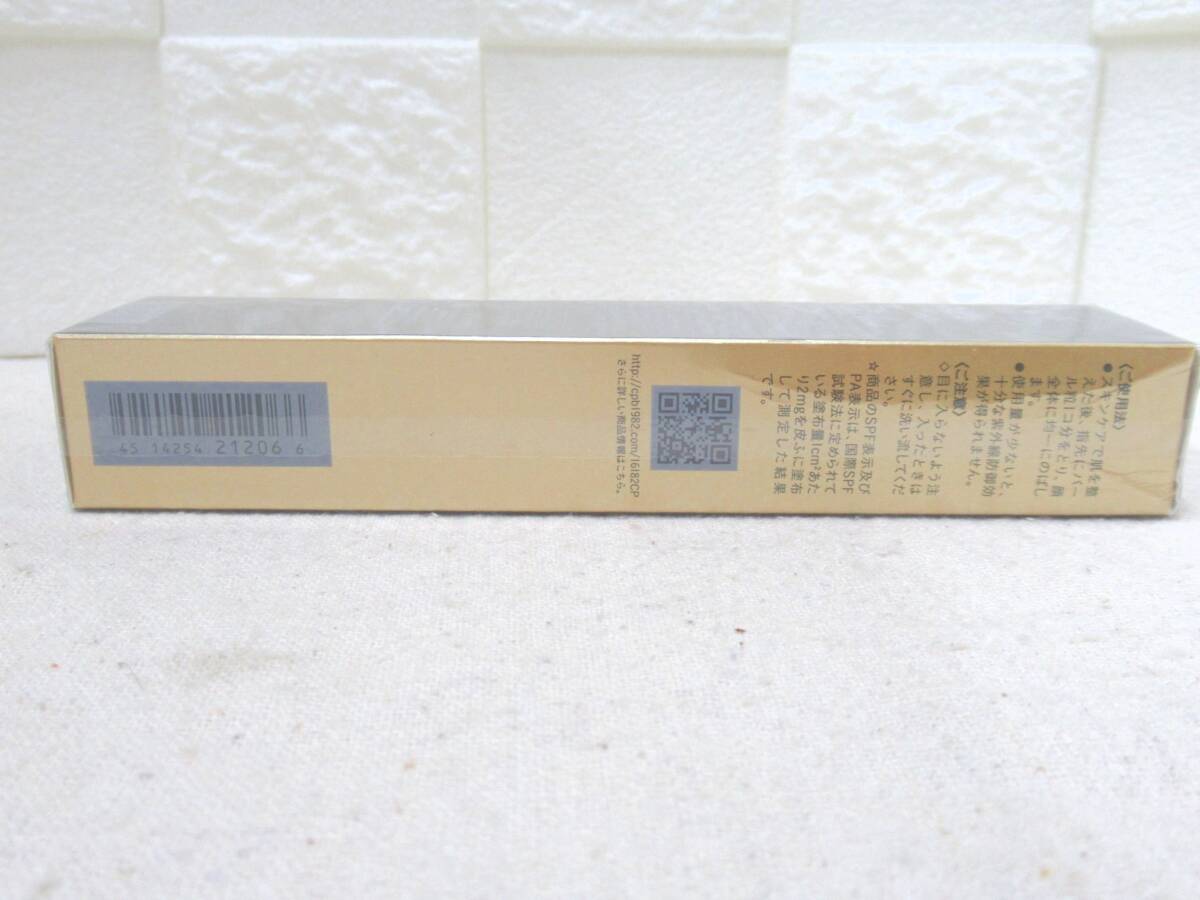 〈ご使用法〉
●スキンケアで肌を整
えた後、指先にパー
ル2粒に分をとり、顔
全体に均一にのばし
ます。
●使用量が少ないと、
十分な紫外線防御効
果が得られません。
〈ご注意〉
◇目に入らないよう注
意し、入ったときは
すぐに洗い流してくだ
さい。
☆商品のSPF表示及び
PA表示は、国際SPF
試験法に定められて
いる塗布量1cm²あた
り2mgを皮ふに塗布
して測定した結果
です。
http://cpb1982.com/16182CP
さらに詳しい商品情報はこちら。
45 14254 21206 6